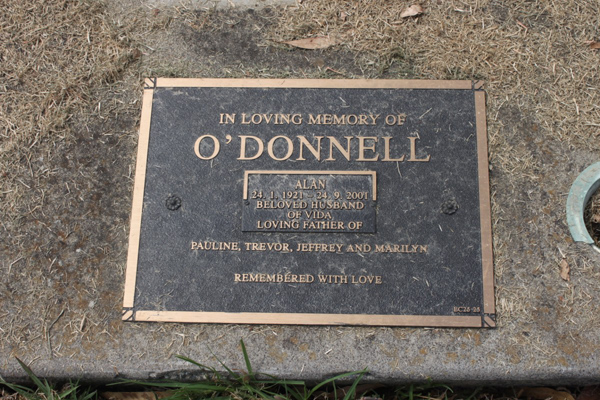 IN LOVING MEMORY OF
O'DONNELL
ALAN
24. 1. 1921 - 24. 9. 2001
BELOVED HUSBAND
OF VIDA
LOVING FATHER OF
PAULINE, TREVOR, JEFFREY AND MARILYN
REMEMBERED WITH LOVE